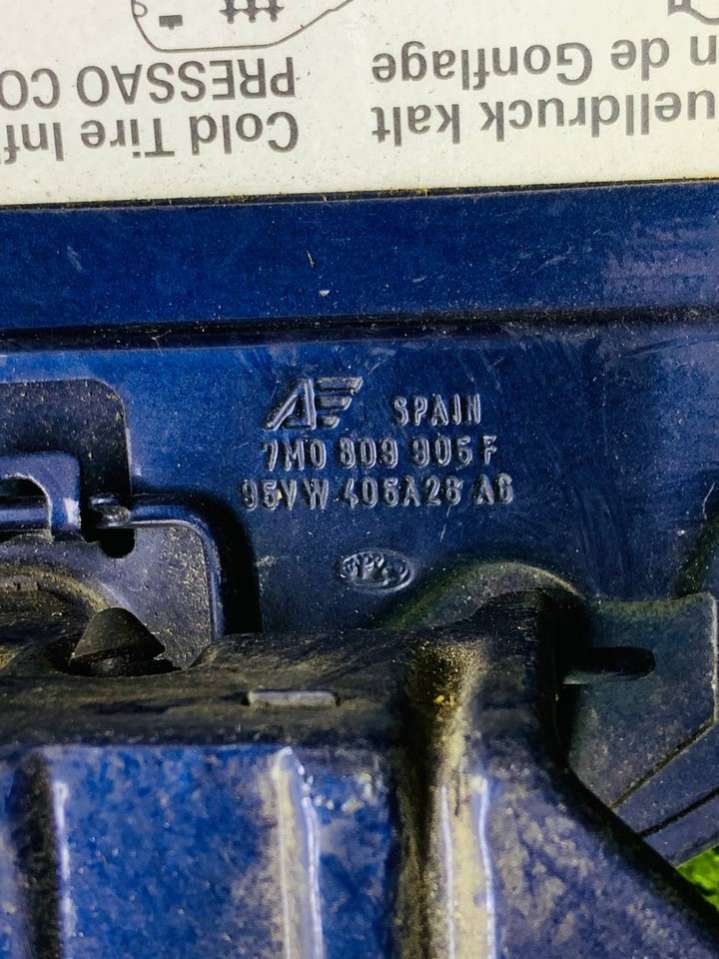 uelldruck kalt Cold Tire Inf
n de Gonflage PRESSAO CO
SPAIN
7M0 809 905 F
95VW 405A26 AG